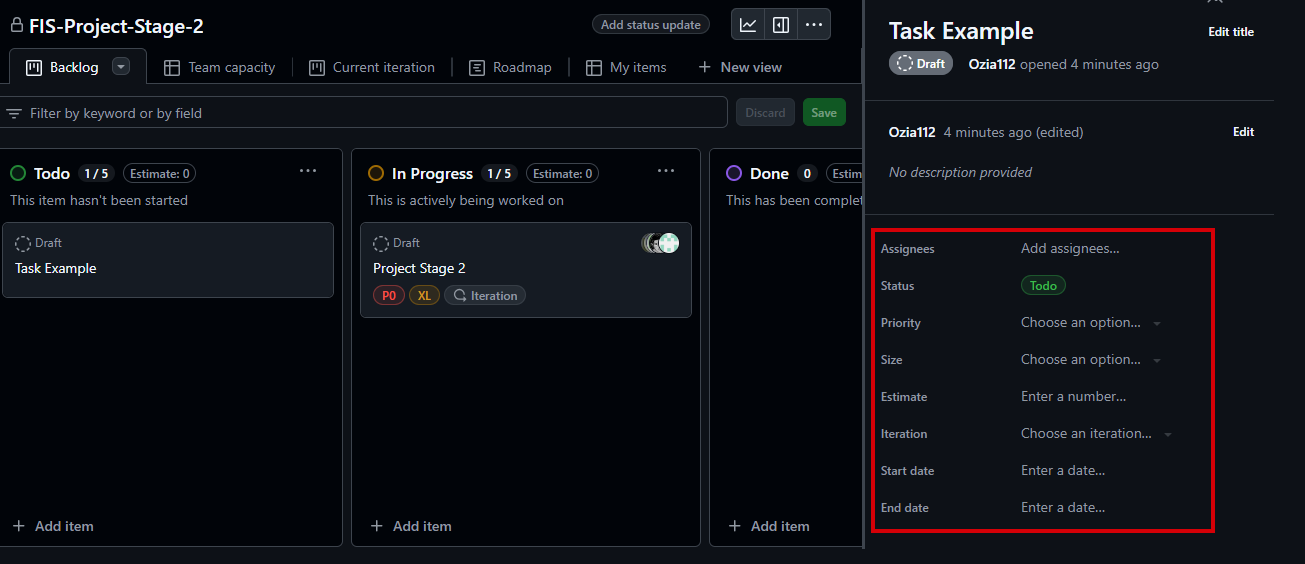 FIS-Project-Stage-2
Add status update
Backlog
Team capacity
Current iteration
Roadmap
My items
New view
Filter by keyword or by field
Discard
Save
Todo 1 / 5 Estimate: 0
This item hasn't been started
Draft
Task Example
Add item
In Progress 1 / 5 Estimate: 0
This is actively being worked on
Draft
Project Stage 2
P0 XL Iteration
Add item
Done 0 Estim
This has been complet
Add item
Task Example
Edit title
Draft Ozia112 opened 4 minutes ago
Ozia112 4 minutes ago (edited)
Edit
No description provided
Assignees Add assignees...
Status Todo
Priority Choose an option...
Size Choose an option...
Estimate Enter a number...
Iteration Choose an iteration...
Start date Enter a date...
End date Enter a date...